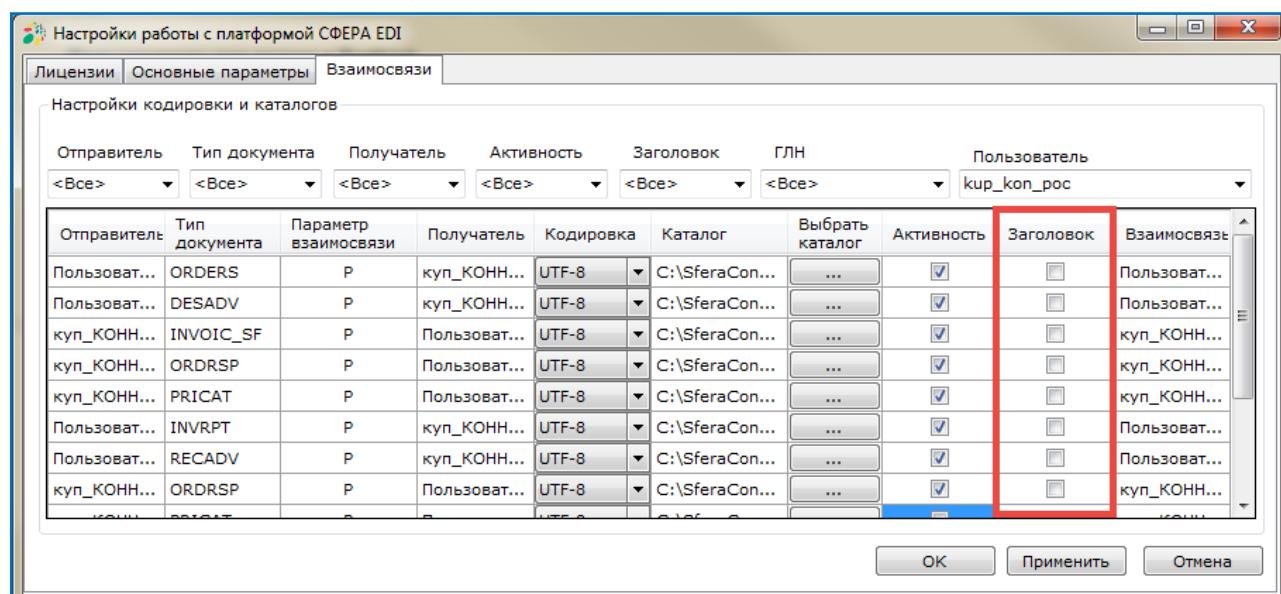 Настройки работы с платформой СФЕРА EDI
Лицензии Основные параметры Взаимосвязи
Настройки кодировки и каталогов
Отправитель Тип документа Получатель Активность Заголовок ГЛН Пользователь
<Все> <Все> <Все> <Все> <Все> <Все> kup_kon_poc
Отправитель Тип документа Параметр взаимосвязи Получатель Кодировка Каталог Выбрать каталог Активность Заголовок Взаимосвязь
Пользоват... ORDERS P куп_КОНН... UTF-8 C:\SferaCon... ... Пользоват...
Пользоват... DESADV P куп_КОНН... UTF-8 C:\SferaCon... ... Пользоват...
куп_КОНН... INVOIC_SF P Пользоват... UTF-8 C:\SferaCon... ... куп_КОНН...
куп_КОНН... ORDRSP P Пользоват... UTF-8 C:\SferaCon... ... куп_КОНН...
куп_КОНН... PRICAT P Пользоват... UTF-8 C:\SferaCon... ... куп_КОНН...
Пользоват... INVRPT P куп_КОНН... UTF-8 C:\SferaCon... ... Пользоват...
Пользоват... RECADV P куп_КОНН... UTF-8 C:\SferaCon... ... Пользоват...
куп_КОНН... ORDRSP P Пользоват... UTF-8 C:\SferaCon... ... куп_КОНН...
OK Применить Отмена